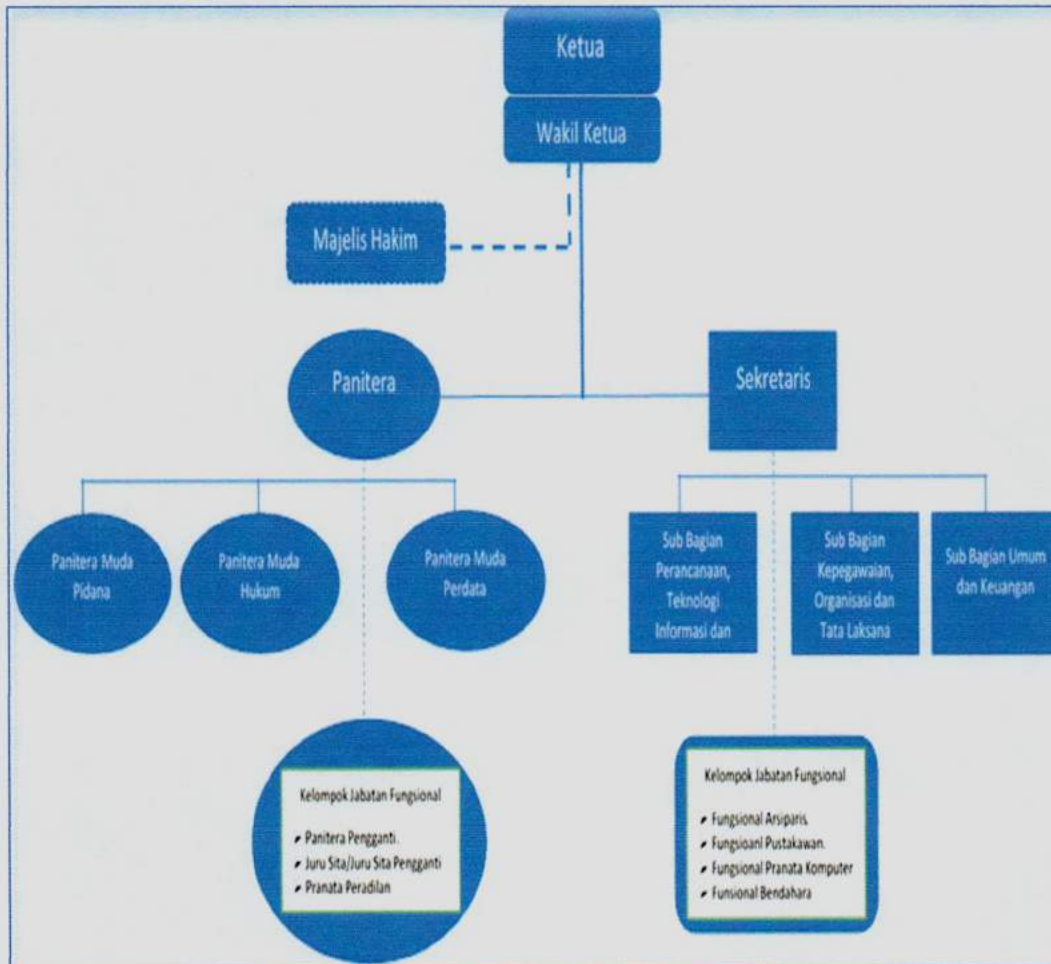 Ketua
Wakil Ketua
Majelis Hakim
Panitera
Sekretaris
Panitera Muda
Pidana
Panitera Muda
Hukum
Panitera Muda
Perdata
Sub Bagian
Perancanaan,
Teknologi
Informasi dan
Sub Bagian
Kepegawaian,
Organisasi dan
Tata Laksana
Sub Bagian Umum
dan Keuangan
Kelompok Jabatan Fungsional
Panitera Pengganti.
Juru Sita/Juru Sita Pengganti
Pranata Peradilan
Kelompok Jabatan Fungsional
Fungsional Arsiparis.
Fungsioanl Pustakawan.
Fungsional Pranata Komputer
Funsional Bendahara